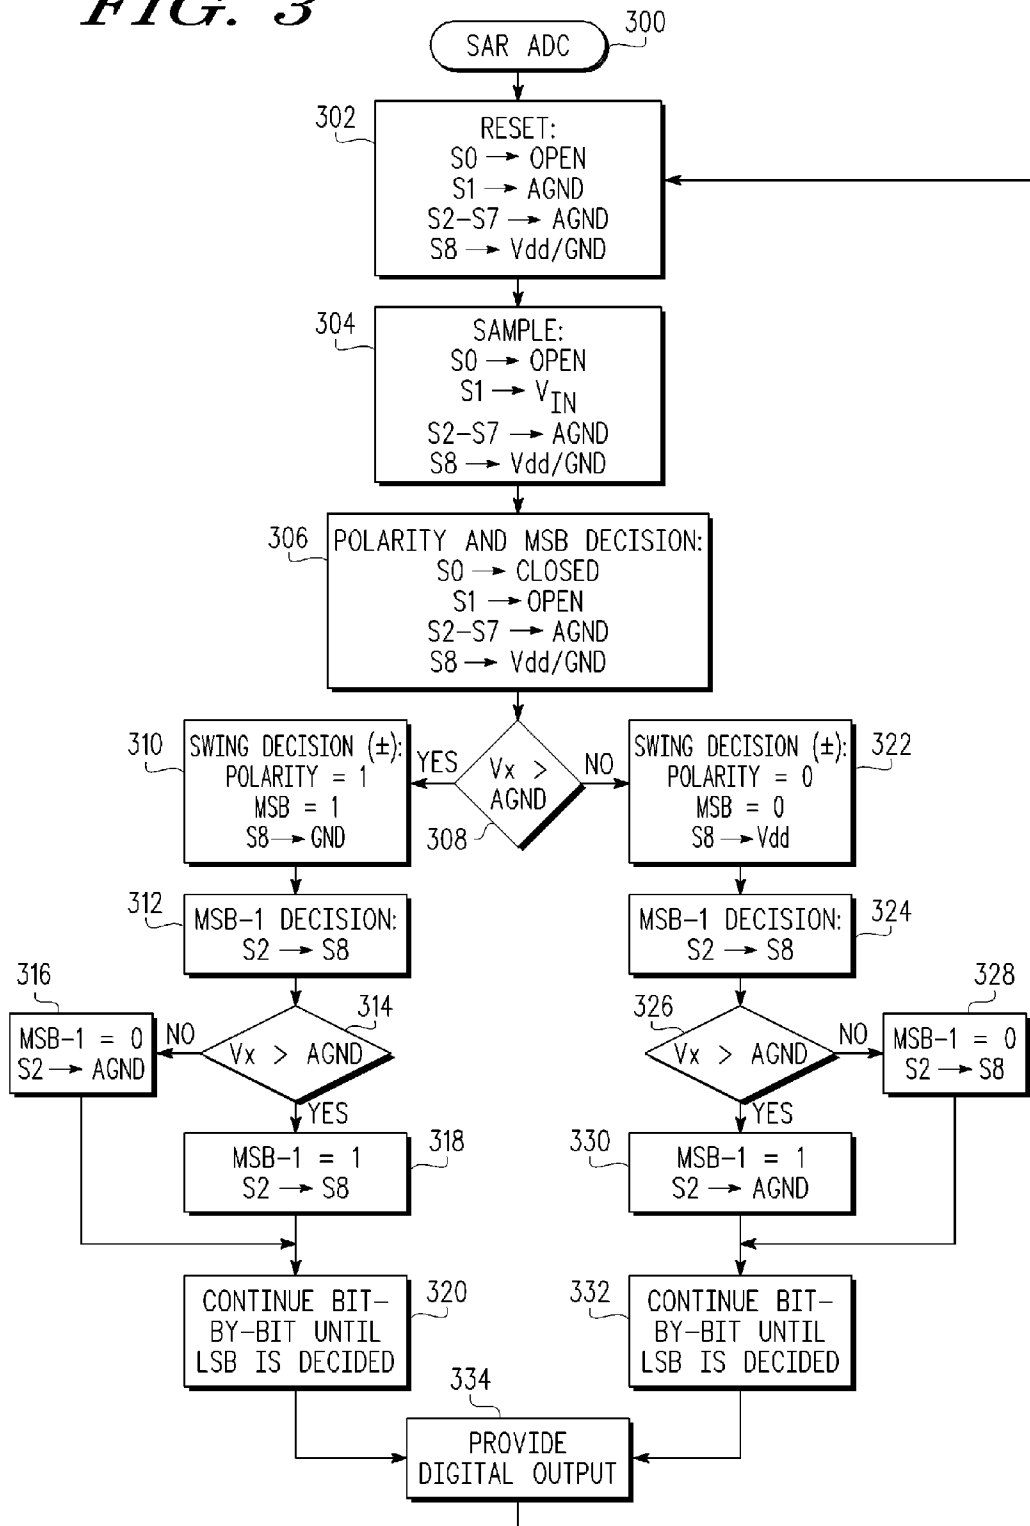 FIG. 3
SAR ADC
300
302
RESET:
S0 → OPEN
S1 → AGND
S2-S7 → AGND
S8 → Vdd/GND
304
SAMPLE:
S0 → OPEN
S1 → VIN
S2-S7 → AGND
S8 → Vdd/GND
306
POLARITY AND MSB DECISION:
S0 → CLOSED
S1 → OPEN
S2-S7 → AGND
S8 → Vdd/GND
308
Vx >
AGND
YES
NO
310
SWING DECISION (±):
POLARITY = 1
MSB = 1
S8 → GND
322
SWING DECISION (±):
POLARITY = 0
MSB = 0
S8 → Vdd
312
MSB-1 DECISION:
S2 → S8
324
MSB-1 DECISION:
S2 → S8
316
MSB-1 = 0
S2 → AGND
NO
314
Vx > AGND
YES
326
Vx > AGND
NO
YES
328
MSB-1 = 0
S2 → S8
318
MSB-1 = 1
S2 → S8
330
MSB-1 = 1
S2 → AGND
320
CONTINUE BIT-
BY-BIT UNTIL
LSB IS DECIDED
332
CONTINUE BIT-
BY-BIT UNTIL
LSB IS DECIDED
334
PROVIDE
DIGITAL OUTPUT